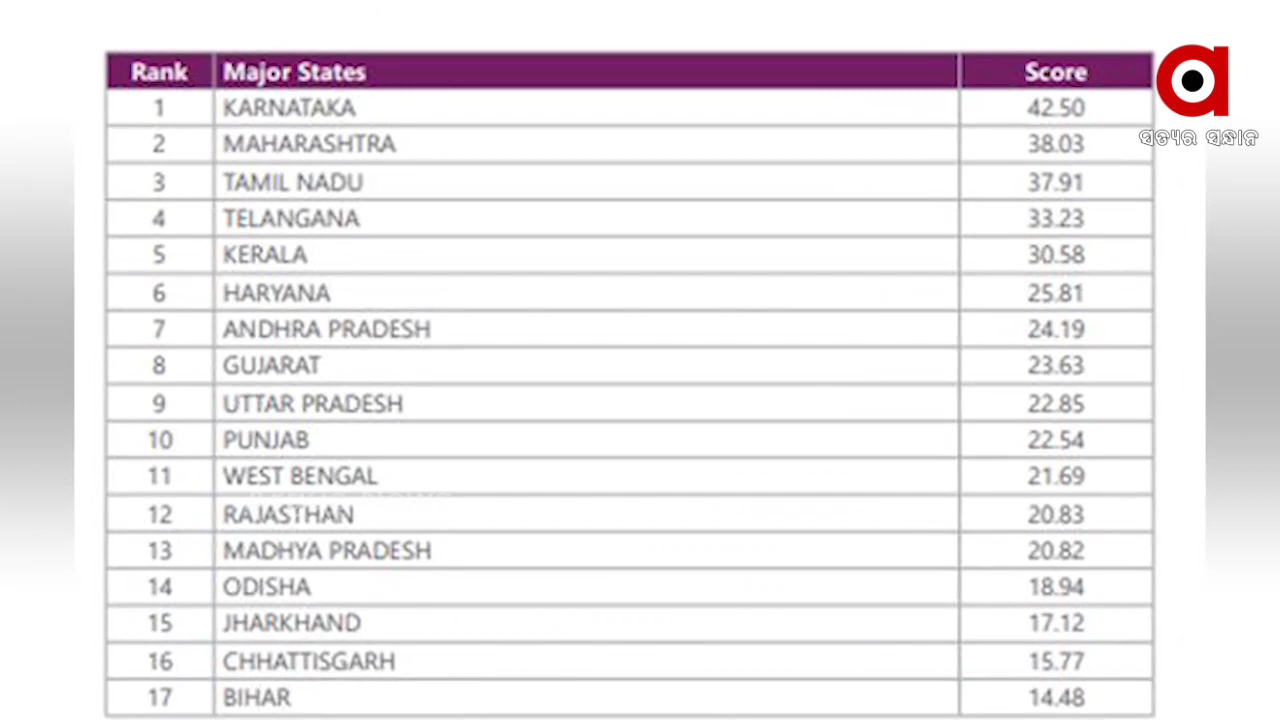 Rank Major States Score
1 KARNATAKA 42.50
2 MAHARASHTRA 38.03
3 TAMIL NADU 37.91
4 TELANGANA 33.23
5 KERALA 30.58
6 HARYANA 25.81
7 ANDHRA PRADESH 24.19
8 GUJARAT 23.63
9 UTTAR PRADESH 22.85
10 PUNJAB 22.54
11 WEST BENGAL 21.69
12 RAJASTHAN 20.83
13 MADHYA PRADESH 20.82
14 ODISHA 18.94
15 JHARKHAND 17.12
16 CHHATTISGARH 15.77
17 BIHAR 14.48
a
ସତ୍ୟର ସନ୍ଧାନ